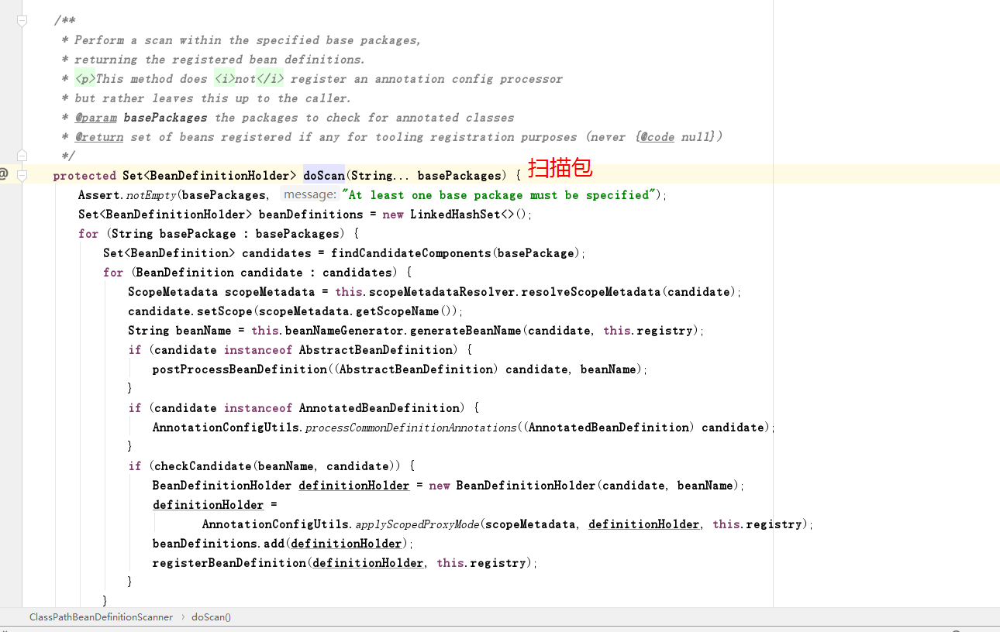 /**
* Perform a scan within the specified base packages,
* returning the registered bean definitions.
* <p>This method does <i>not</i> register an annotation config processor
* but rather leaves this up to the caller.
* @param basePackages the packages to check for annotated classes
* @return set of beans registered if any for tooling registration purposes (never {@code null})
*/
@ protected Set<BeanDefinitionHolder> doScan(String... basePackages) { 扫描包
Assert.notEmpty(basePackages, message: "At least one base package must be specified");
Set<BeanDefinitionHolder> beanDefinitions = new LinkedHashSet<>();
for (String basePackage : basePackages) {
Set<BeanDefinition> candidates = findCandidateComponents(basePackage);
for (BeanDefinition candidate : candidates) {
ScopeMetadata scopeMetadata = this.scopeMetadataResolver.resolveScopeMetadata(candidate);
candidate.setScope(scopeMetadata.getScopeName());
String beanName = this.beanNameGenerator.generateBeanName(candidate, this.registry);
if (candidate instanceof AbstractBeanDefinition) {
postProcessBeanDefinition((AbstractBeanDefinition) candidate, beanName);
}
if (candidate instanceof AnnotatedBeanDefinition) {
AnnotationConfigUtils.processCommonDefinitionAnnotations((AnnotatedBeanDefinition) candidate);
}
if (checkCandidate(beanName, candidate)) {
BeanDefinitionHolder definitionHolder = new BeanDefinitionHolder(candidate, beanName);
definitionHolder =
AnnotationConfigUtils.applyScopedProxyMode(scopeMetadata, definitionHolder, this.registry);
beanDefinitions.add(definitionHolder);
registerBeanDefinition(definitionHolder, this.registry);
}
}
ClassPathBeanDefinitionScanner › doScan()